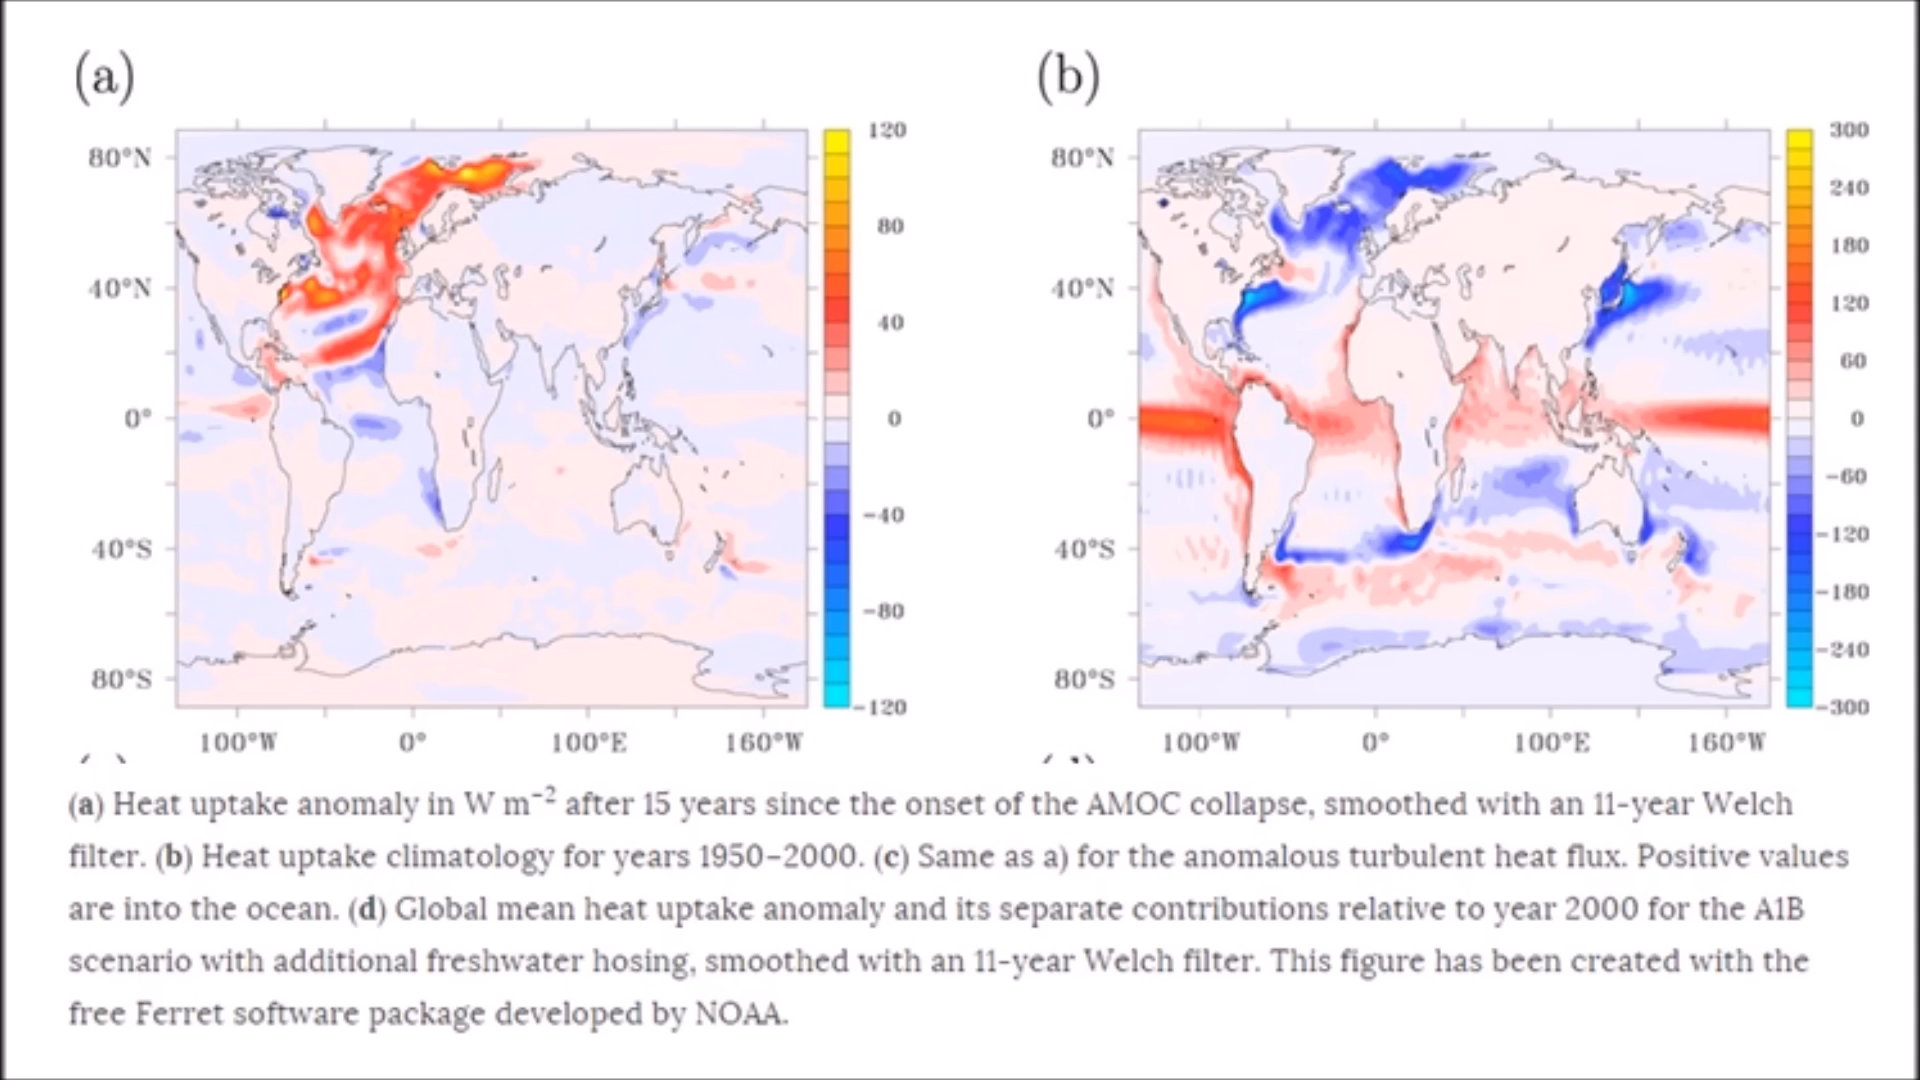 (a) (b)
80°N
40°N
0°
40°S
80°S
100°W 0° 100°E 160°W
120
80
40
0
−40
−80
−120
80°N
40°N
0°
40°S
80°S
100°W 0° 100°E 160°W
300
240
180
120
60
0
−60
−120
−180
−240
−300
(a) Heat uptake anomaly in W m⁻² after 15 years since the onset of the AMOC collapse, smoothed with an 11-year Welch
filter. (b) Heat uptake climatology for years 1950–2000. (c) Same as a) for the anomalous turbulent heat flux. Positive values
are into the ocean. (d) Global mean heat uptake anomaly and its separate contributions relative to year 2000 for the A1B
scenario with additional freshwater hosing, smoothed with an 11-year Welch filter. This figure has been created with the
free Ferret software package developed by NOAA.